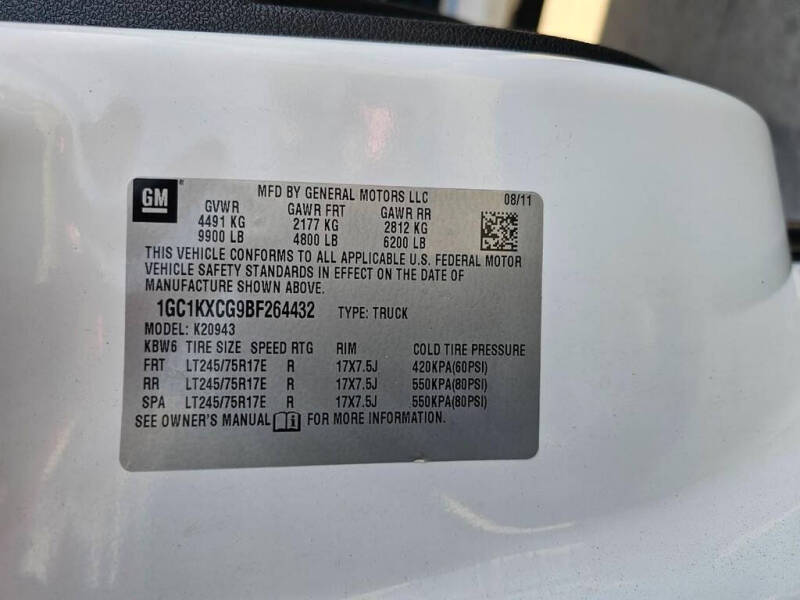 GM
MFD BY GENERAL MOTORS LLC 08/11
GVWR GAWR FRT GAWR RR
4491 KG 2177 KG 2812 KG
9900 LB 4800 LB 6200 LB
THIS VEHICLE CONFORMS TO ALL APPLICABLE U.S. FEDERAL MOTOR
VEHICLE SAFETY STANDARDS IN EFFECT ON THE DATE OF
MANUFACTURE SHOWN ABOVE.
1GC1KXCG9BF264432 TYPE: TRUCK
MODEL: K20943
KBW6 TIRE SIZE SPEED RTG RIM COLD TIRE PRESSURE
FRT LT245/75R17E R 17X7.5J 420KPA(60PSI)
RR LT245/75R17E R 17X7.5J 550KPA(80PSI)
SPA LT245/75R17E R 17X7.5J 550KPA(80PSI)
SEE OWNER'S MANUAL FOR MORE INFORMATION.